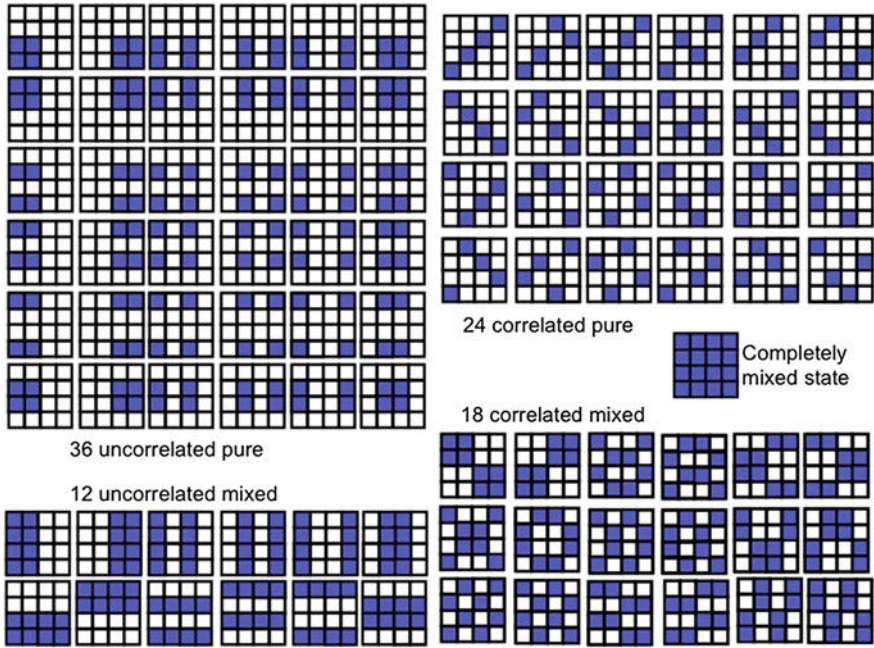 36 uncorrelated pure
12 uncorrelated mixed
24 correlated pure
Completely
mixed state
18 correlated mixed